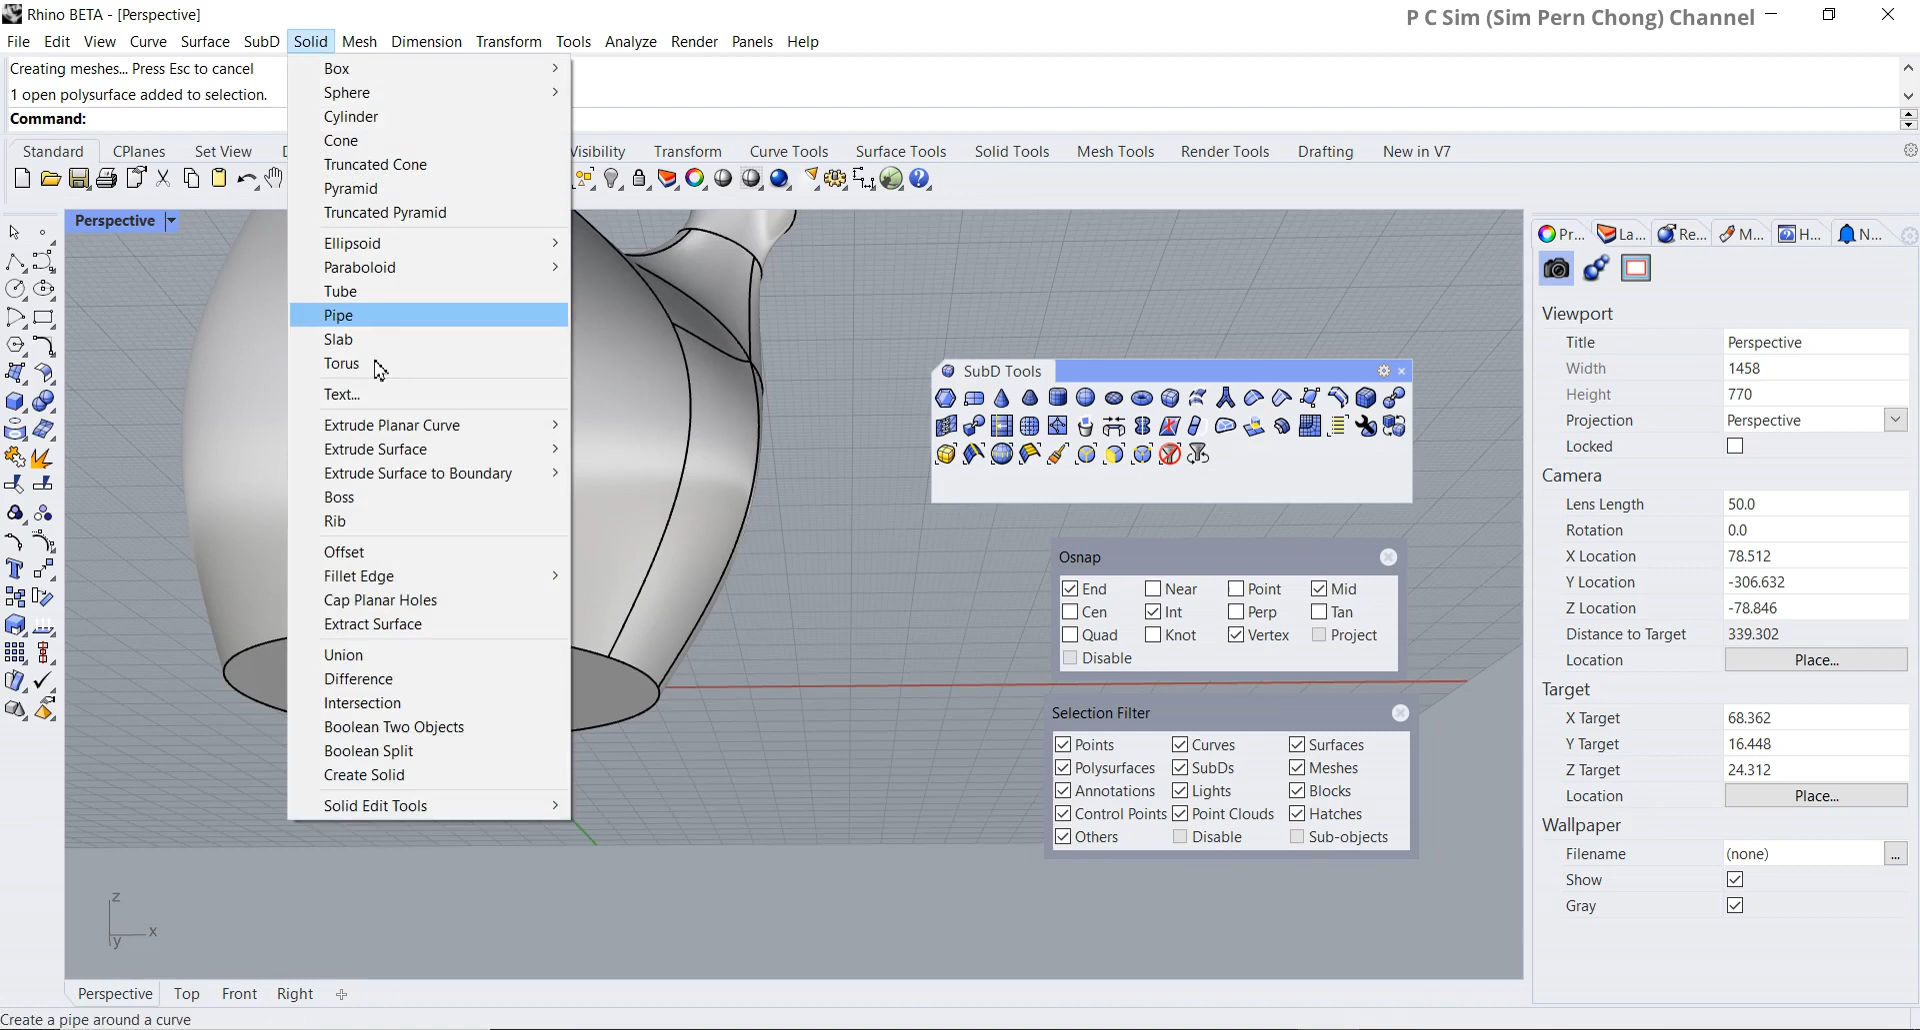 Rhino BETA - [Perspective]
P C Sim (Sim Pern Chong) Channel
File Edit View Curve Surface SubD Solid Mesh Dimension Transform Tools Analyze Render Panels Help
Creating meshes... Press Esc to cancel
1 open polysurface added to selection.
Command:
Standard CPlanes Set View Visibility Transform Curve Tools Surface Tools Solid Tools Mesh Tools Render Tools Drafting New in V7
Perspective
Box
Sphere
Cylinder
Cone
Truncated Cone
Pyramid
Truncated Pyramid
Ellipsoid
Paraboloid
Tube
Pipe
Slab
Torus
Text...
Extrude Planar Curve
Extrude Surface
Extrude Surface to Boundary
Boss
Rib
Offset
Fillet Edge
Cap Planar Holes
Extract Surface
Union
Difference
Intersection
Boolean Two Objects
Boolean Split
Create Solid
Solid Edit Tools
SubD Tools
Osnap
End Near Point Mid
Cen Int Perp Tan
Quad Knot Vertex Project
Disable
Selection Filter
Points Curves Surfaces
Polysurfaces SubDs Meshes
Annotations Lights Blocks
Control Points Point Clouds Hatches
Others Disable Sub-objects
Pr... La... Re... M... H... N...
Viewport
Title Perspective
Width 1458
Height 770
Projection Perspective
Locked
Camera
Lens Length 50.0
Rotation 0.0
X Location 78.512
Y Location -306.632
Z Location -78.846
Distance to Target 339.302
Location Place...
Target
X Target 68.362
Y Target 16.448
Z Target 24.312
Location Place...
Wallpaper
Filename (none) ...
Show
Gray
z
x
y
Perspective Top Front Right
Create a pipe around a curve